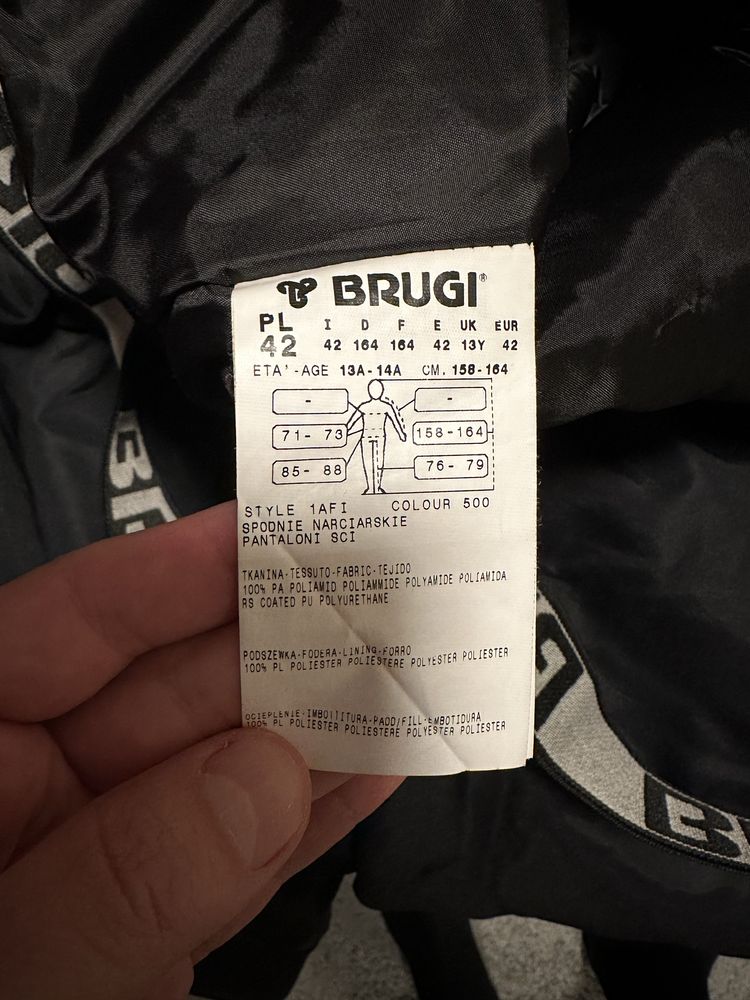 BRUGI®
PL I D F E UK EUR
42 42 164 164 42 13Y 42
ETA'-AGE 13A-14A CM. 158-164
- -
71- 73 158-164
85- 88 76- 79
STYLE 1AFI COLOUR 500
SPODNIE NARCIARSKIE
PANTALONI SCI
TKANINA-TESSUTO-FABRIC-TEJIDO
100% PA POLIAMID POLIAMMIDE POLYAMIDE POLIAMIDA
RS COATED PU POLYURETHANE
PODSZEWKA-FODERA-LINING-FORRO
100% PL POLIESTER POLIESTERE POLYESTER POLIESTER
OCIEPLENIE-IMBOTTITURA-PADD/FILL-EMBOTIDURA
100% PL POLIESTER POLIESTERE POLYESTER POLIESTER